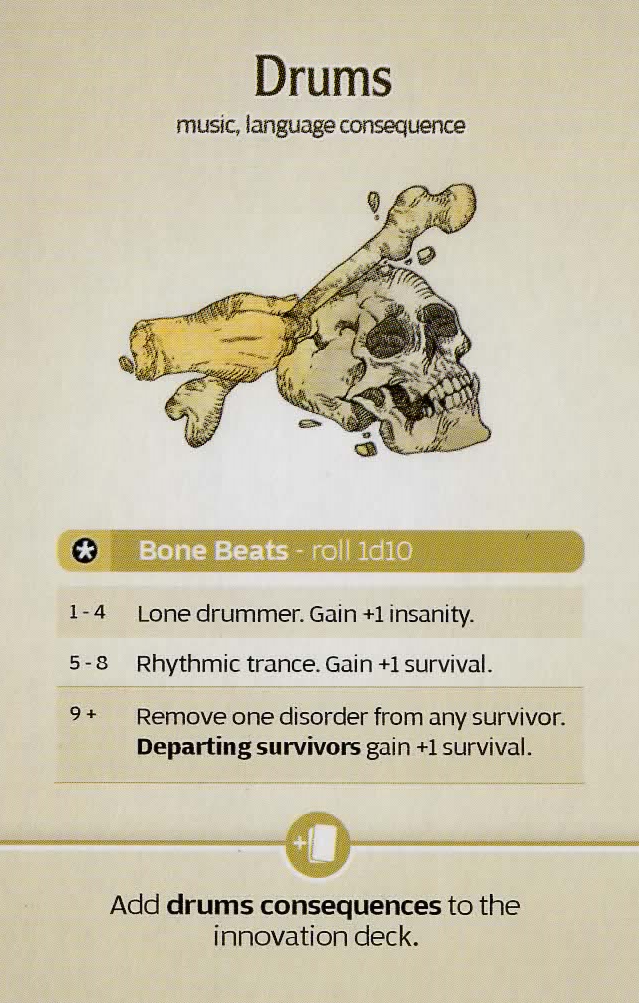 Drums
music, language consequence
Bone Beats - roll 1d10
1 - 4 Lone drummer. Gain +1 insanity.
5 - 8 Rhythmic trance. Gain +1 survival.
9 + Remove one disorder from any survivor.
Departing survivors gain +1 survival.
+
Add drums consequences to the
innovation deck.